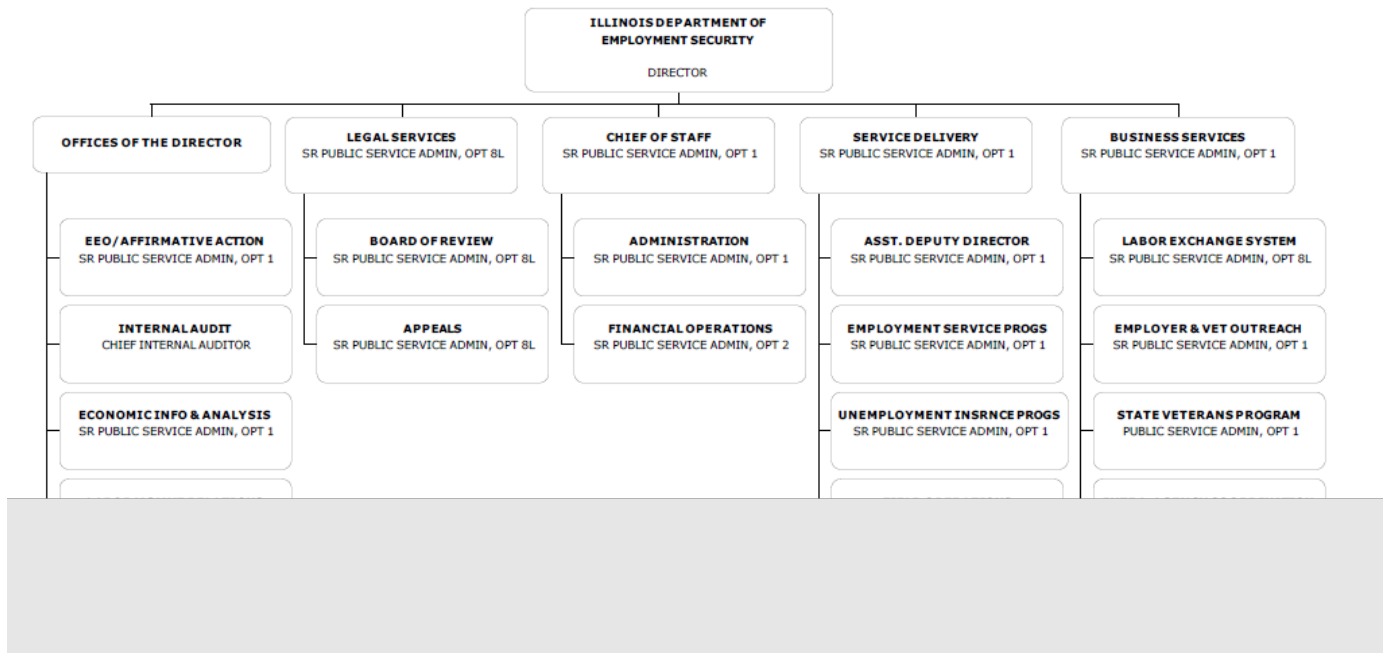 ILLINOIS DEPARTMENT OF
EMPLOYMENT SECURITY
DIRECTOR
OFFICES OF THE DIRECTOR
LEGAL SERVICES
SR PUBLIC SERVICE ADMIN, OPT 8L
CHIEF OF STAFF
SR PUBLIC SERVICE ADMIN, OPT 1
SERVICE DELIVERY
SR PUBLIC SERVICE ADMIN, OPT 1
BUSINESS SERVICES
SR PUBLIC SERVICE ADMIN, OPT 1
EEO/AFFIRMATIVE ACTION
SR PUBLIC SERVICE ADMIN, OPT 1
BOARD OF REVIEW
SR PUBLIC SERVICE ADMIN, OPT 8L
ADMINISTRATION
SR PUBLIC SERVICE ADMIN, OPT 1
ASST. DEPUTY DIRECTOR
SR PUBLIC SERVICE ADMIN, OPT 1
LABOR EXCHANGE SYSTEM
SR PUBLIC SERVICE ADMIN, OPT 8L
INTERNAL AUDIT
CHIEF INTERNAL AUDITOR
APPEALS
SR PUBLIC SERVICE ADMIN, OPT 8L
FINANCIAL OPERATIONS
SR PUBLIC SERVICE ADMIN, OPT 2
EMPLOYMENT SERVICE PROGS
SR PUBLIC SERVICE ADMIN, OPT 1
EMPLOYER & VET OUTREACH
SR PUBLIC SERVICE ADMIN, OPT 1
ECONOMIC INFO & ANALYSIS
SR PUBLIC SERVICE ADMIN, OPT 1
UNEMPLOYMENT INSRNCE PROGS
SR PUBLIC SERVICE ADMIN, OPT 1
STATE VETERANS PROGRAM
PUBLIC SERVICE ADMIN, OPT 1